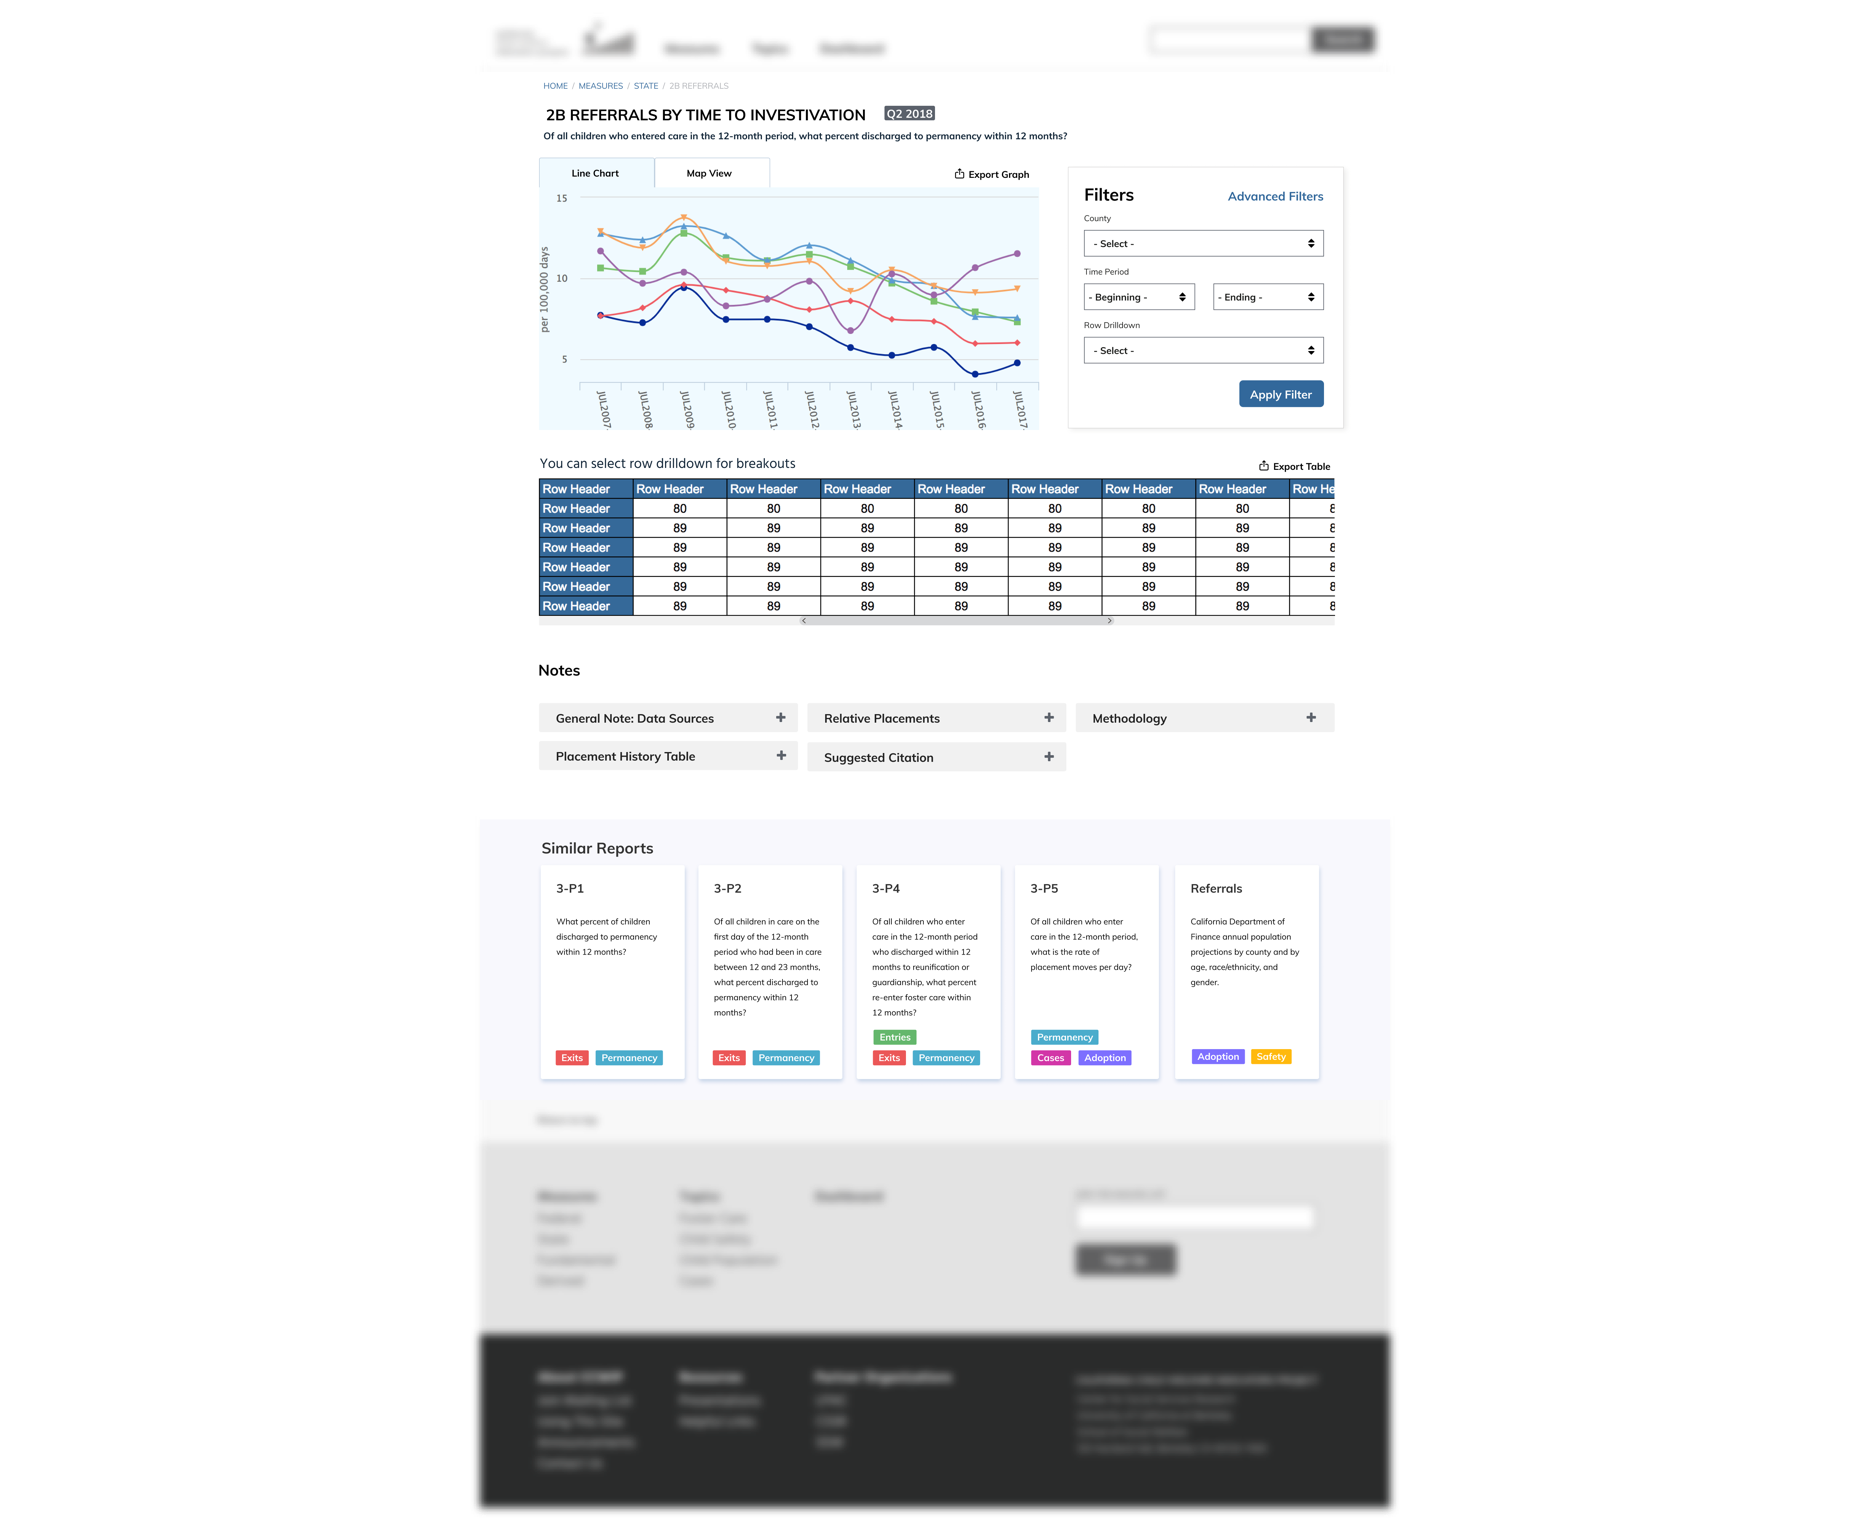 Measures Topics Dashboard
HOME / MEASURES / STATE / 2B REFERRALS
2B REFERRALS BY TIME TO INVESTIVATION Q2 2018
Of all children who entered care in the 12-month period, what percent discharged to permanency within 12 months?
Line Chart Map View Export Graph
15
10
5
per 100,000 days
JUL2007- JUL2008- JUL2009- JUL2010- JUL2011- JUL2012- JUL2013- JUL2014- JUL2015- JUL2016- JUL2017-
Filters Advanced Filters
County
- Select -
Time Period
- Beginning - - Ending -
Row Drilldown
- Select -
Apply Filter
You can select row drilldown for breakouts
Export Table
Row Header Row Header Row Header Row Header Row Header Row Header Row Header Row Header Row He
Row Header 80 80 80 80 80 80 80 8
Row Header 89 89 89 89 89 89 89 8
Row Header 89 89 89 89 89 89 89 8
Row Header 89 89 89 89 89 89 89 8
Row Header 89 89 89 89 89 89 89 8
Row Header 89 89 89 89 89 89 89 8
Notes
General Note: Data Sources +
Relative Placements +
Methodology +
Placement History Table +
Suggested Citation +
Similar Reports
3-P1
What percent of children
discharged to permanency
within 12 months?
Exits Permanency
3-P2
Of all children in care on the
first day of the 12-month
period who had been in care
between 12 and 23 months,
what percent discharged to
permanency within 12
months?
Exits Permanency
3-P4
Of all children who enter
care in the 12-month period
who discharged within 12
months to reunification or
guardianship, what percent
re-enter foster care within
12 months?
Entries
Exits Permanency
3-P5
Of all children who enter
care in the 12-month period,
what is the rate of
placement moves per day?
Permanency
Cases Adoption
Referrals
California Department of
Finance annual population
projections by county and by
age, race/ethnicity, and
gender.
Adoption Safety
Measures Topics Dashboard